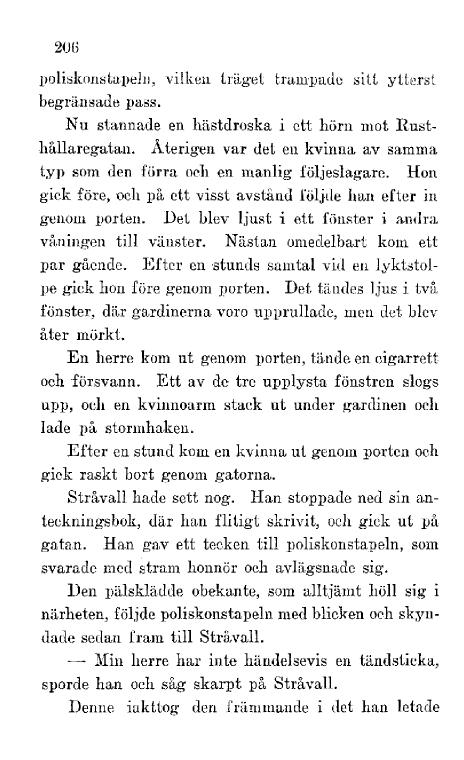 206
poliskonstapeln, vilken träget trampade sitt ytterst
begränsade pass.
Nu stannade en hästdroska i ett hörn mot Rust-
hållaregatan. Återigen var det en kvinna av samma
typ som den förra och en manlig följeslagare. Hon
gick före, och på ett visst avstånd följde han efter in
genom porten. Det blev ljust i ett fönster i andra
våningen till vänster. Nästan omedelbart kom ett
par gående. Efter en stunds samtal vid en lyktstol-
pe gick hon före genom porten. Det tändes ljus i två
fönster, där gardinerna voro upprullade, men det blev
åter mörkt.
En herre kom ut genom porten, tände en cigarrett
och försvann. Ett av de tre upplysta fönstren slogs
upp, och en kvinnoarm stack ut under gardinen och
lade på stormhaken.
Efter en stund kom en kvinna ut genom porten och
gick raskt bort genom gatorna.
Stråvall hade sett nog. Han stoppade ned sin an-
teckningsbok, där han flitigt skrivit, och gick ut på
gatan. Han gav ett tecken till poliskonstapeln, som
svarade med stram honnör och avlägsnade sig.
Den pälsklädde obekante, som alltjämt höll sig i
närheten, följde poliskonstapeln med blicken och skyn-
dade sedan fram till Stråvall.
— Min herre har inte händelsevis en tändsticka,
sporde han och såg skarpt på Stråvall.
Denne iakttog den främmande i det han letade